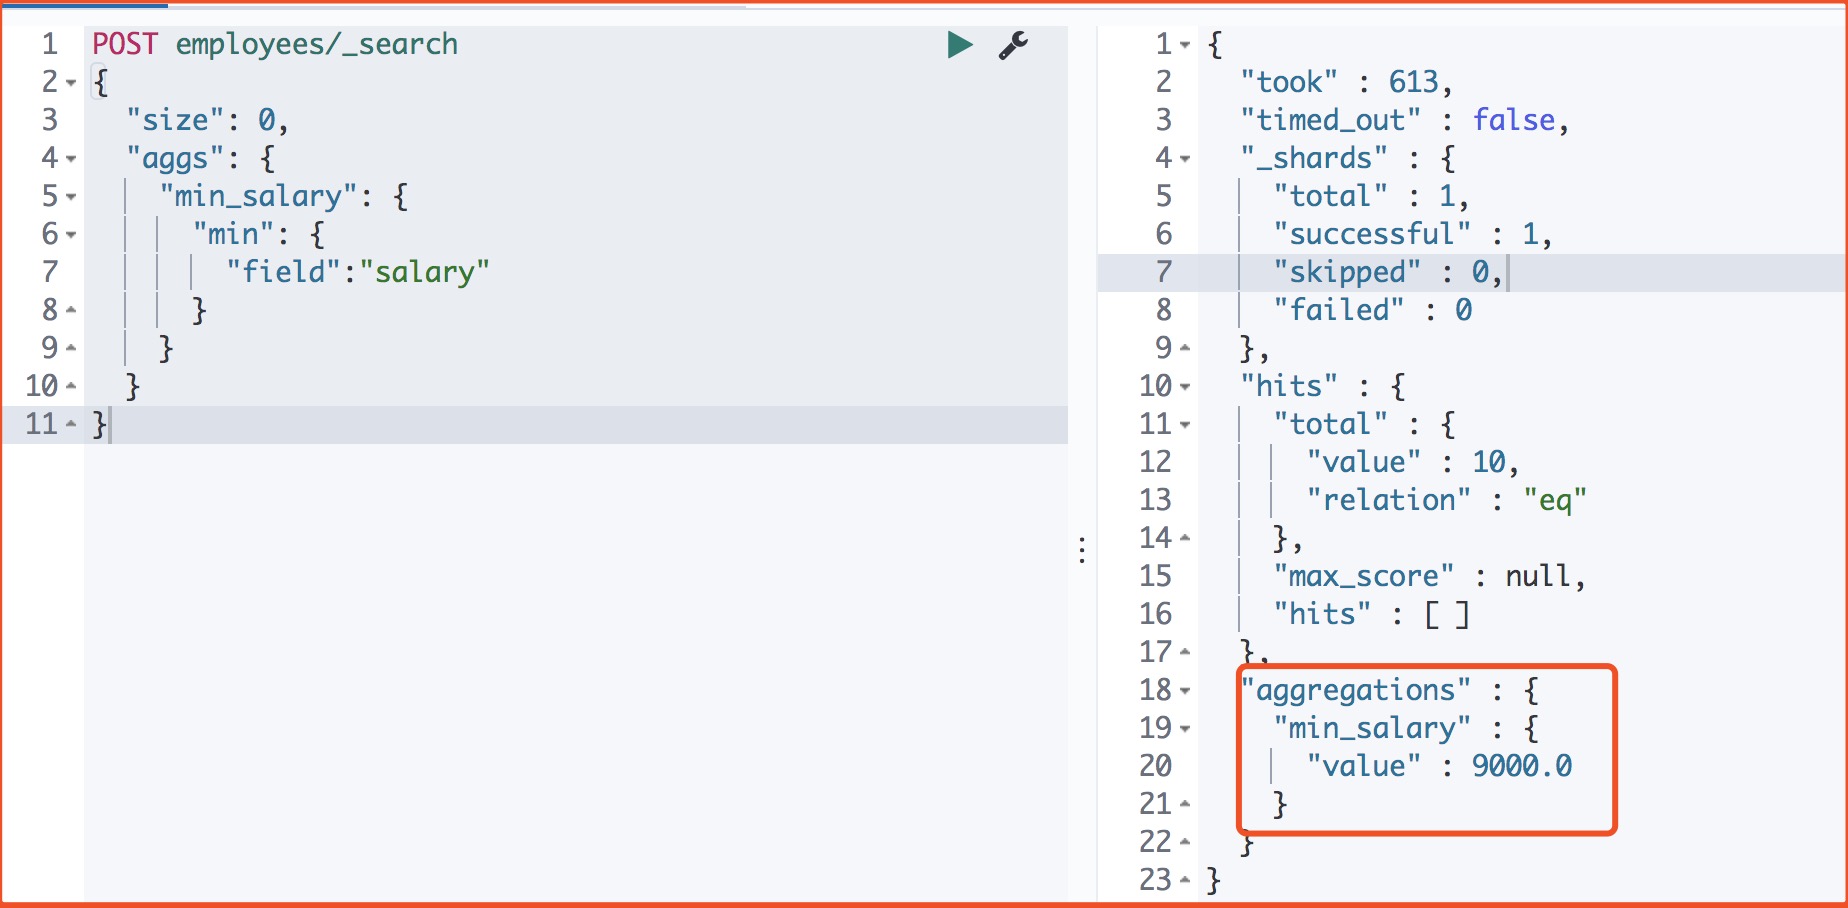 1 POST employees/_search
2 {
3 "size": 0,
4 "aggs": {
5 "min_salary": {
6 "min": {
7 "field":"salary"
8 }
9 }
10 }
11 }
1 {
2 "took" : 613,
3 "timed_out" : false,
4 "_shards" : {
5 "total" : 1,
6 "successful" : 1,
7 "skipped" : 0,
8 "failed" : 0
9 },
10 "hits" : {
11 "total" : {
12 "value" : 10,
13 "relation" : "eq"
14 },
15 "max_score" : null,
16 "hits" : [ ]
17 },
18 "aggregations" : {
19 "min_salary" : {
20 "value" : 9000.0
21 }
22 }
23 }